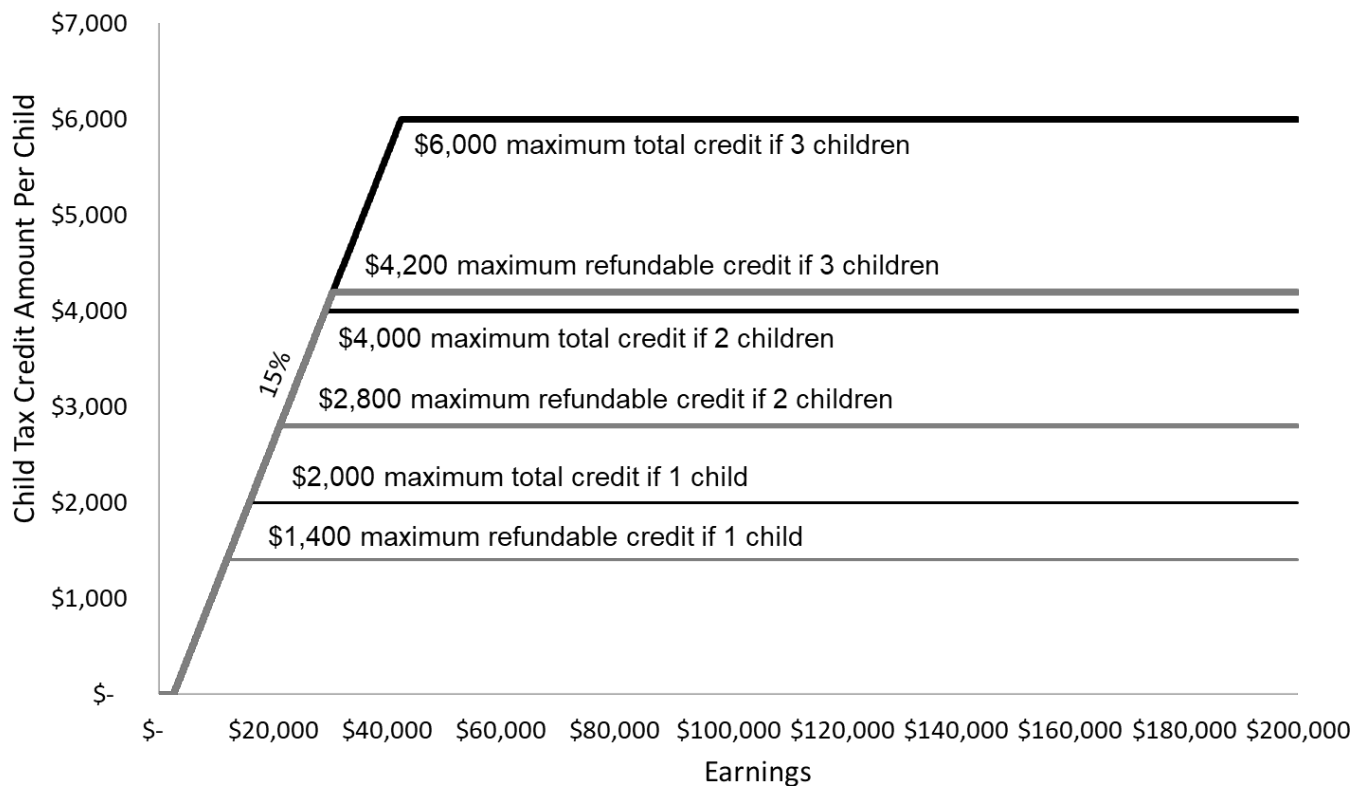 $7,000
$6,000
$5,000
$4,000
$3,000
$2,000
$1,000
$-
Child Tax Credit Amount Per Child
$6,000 maximum total credit if 3 children
$4,200 maximum refundable credit if 3 children
$4,000 maximum total credit if 2 children
15%
$2,800 maximum refundable credit if 2 children
$2,000 maximum total credit if 1 child
$1,400 maximum refundable credit if 1 child
$- $20,000 $40,000 $60,000 $80,000 $100,000 $120,000 $140,000 $160,000 $180,000 $200,000
Earnings